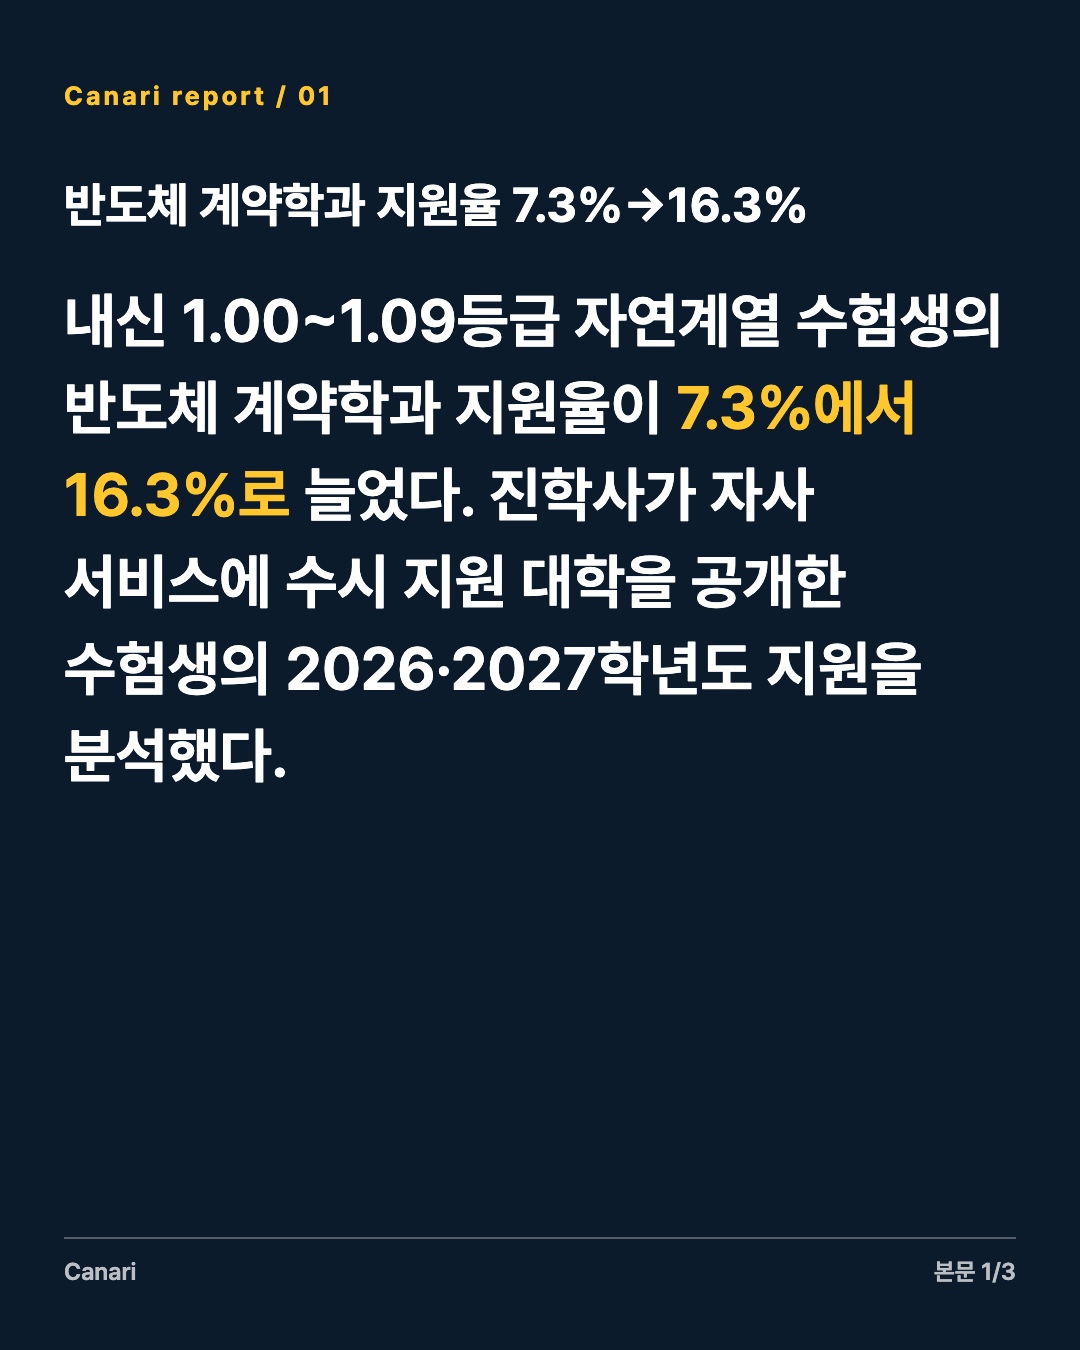 Canari report / 01
반도체 계약학과 지원율 7.3%→16.3%
내신 1.00~1.09등급 자연계열 수험생의
반도체 계약학과 지원율이 7.3%에서
16.3%로 늘었다. 진학사가 자사
서비스에 수시 지원 대학을 공개한
수험생의 2026·2027학년도 지원을
분석했다.
Canari
본문 1/3